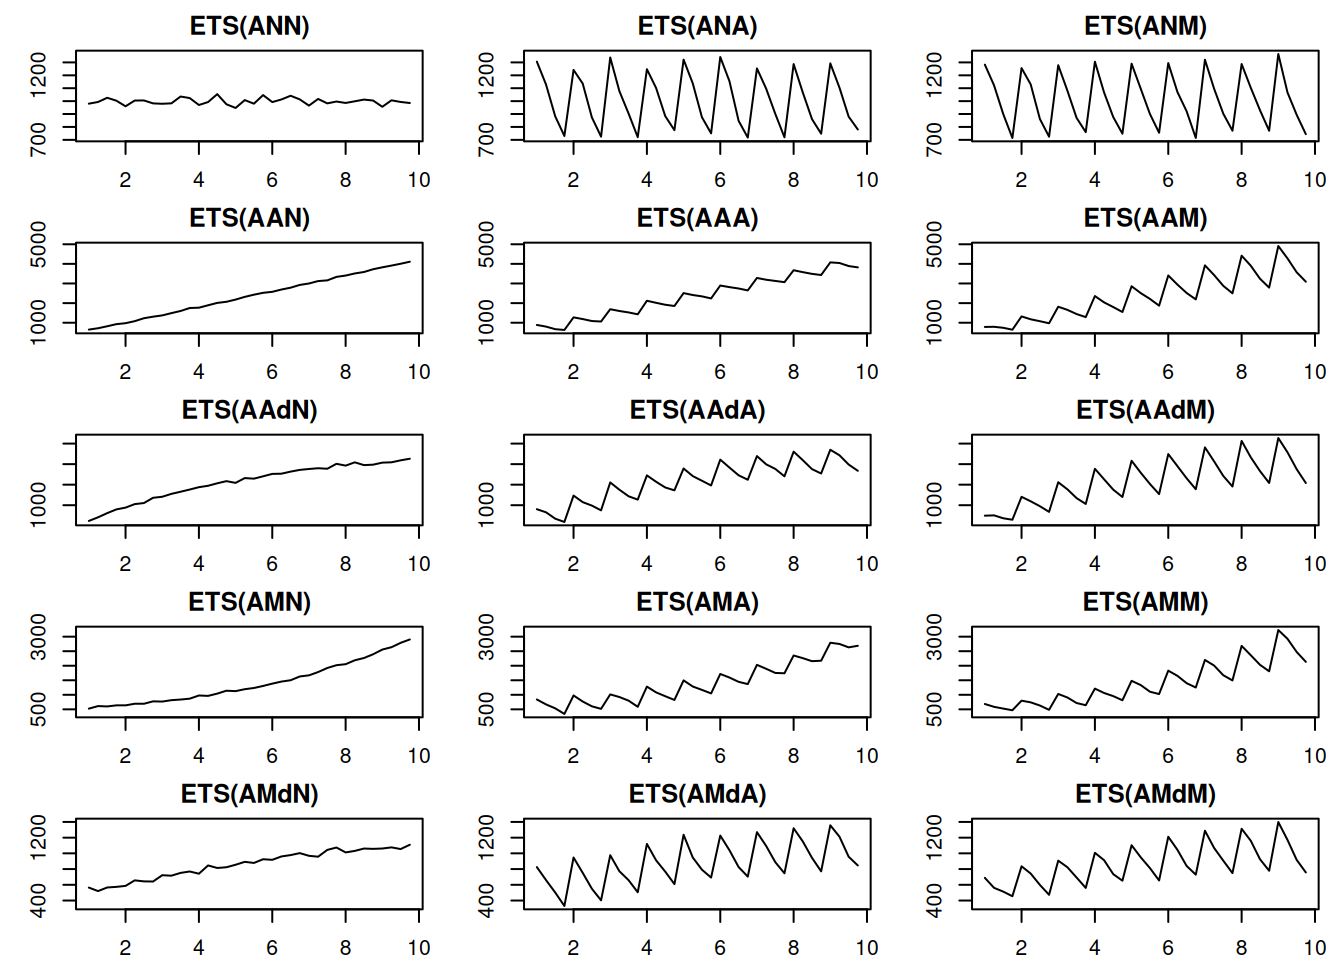 ETS(ANN) ETS(ANA) ETS(ANM)
700 1200 700 1200 700 1200
2 4 6 8 10 2 4 6 8 10 2 4 6 8 10
ETS(AAN) ETS(AAA) ETS(AAM)
1000 5000 1000 5000 1000 5000
2 4 6 8 10 2 4 6 8 10 2 4 6 8 10
ETS(AAdN) ETS(AAdA) ETS(AAdM)
1000 1000 1000
2 4 6 8 10 2 4 6 8 10 2 4 6 8 10
ETS(AMN) ETS(AMA) ETS(AMM)
500 3000 500 3000 500 3000
2 4 6 8 10 2 4 6 8 10 2 4 6 8 10
ETS(AMdN) ETS(AMdA) ETS(AMdM)
400 1200 400 1200 400 1200
2 4 6 8 10 2 4 6 8 10 2 4 6 8 10